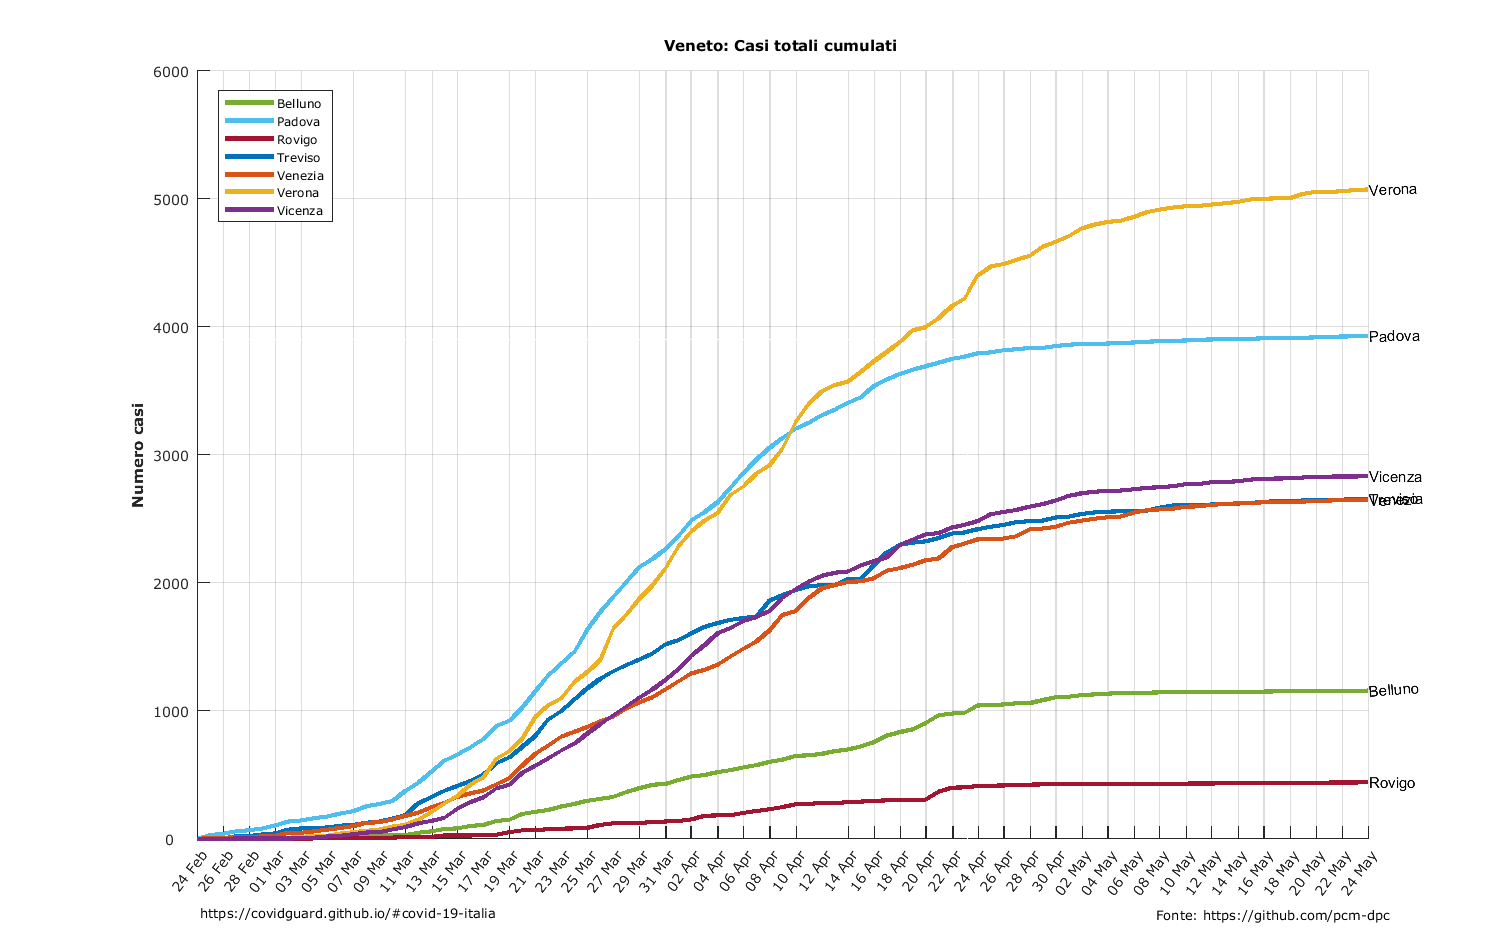 Veneto: Casi totali cumulati
6000
5000
4000
3000
2000
1000
0
Numero casi
Belluno
Padova
Rovigo
Treviso
Venezia
Verona
Vicenza
Verona
Padova
Vicenza
Treviso
Venezia
Belluno
Rovigo
24 Feb
26 Feb
28 Feb
01 Mar
03 Mar
05 Mar
07 Mar
09 Mar
11 Mar
13 Mar
15 Mar
17 Mar
19 Mar
21 Mar
23 Mar
25 Mar
27 Mar
29 Mar
31 Mar
02 Apr
04 Apr
06 Apr
08 Apr
10 Apr
12 Apr
14 Apr
16 Apr
18 Apr
20 Apr
22 Apr
24 Apr
26 Apr
28 Apr
30 Apr
02 May
04 May
06 May
08 May
10 May
12 May
14 May
16 May
18 May
20 May
22 May
24 May
https://covidguard.github.io/#covid-19-italia
Fonte: https://github.com/pcm-dpc